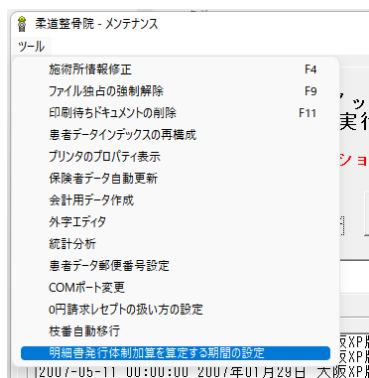 柔道整骨院 - メンテナンス
ツール
施術所情報修正 F4
ファイル独占の強制解除 F9
印刷待ちドキュメントの削除 F11
患者データインデックスの再構成
プリンタのプロパティ表示
保険者データ自動更新
会計用データ作成
外字エディタ
統計分析
患者データ郵便番号設定
COMポート変更
0円請求レセプトの扱い方の設定
枝番自動移行
明細書発行体制加算を算定する期間の設定
アッ
実行
ショ
阪XP版
2007-05-11 00:00:00 2007年01月29日 大阪XP版